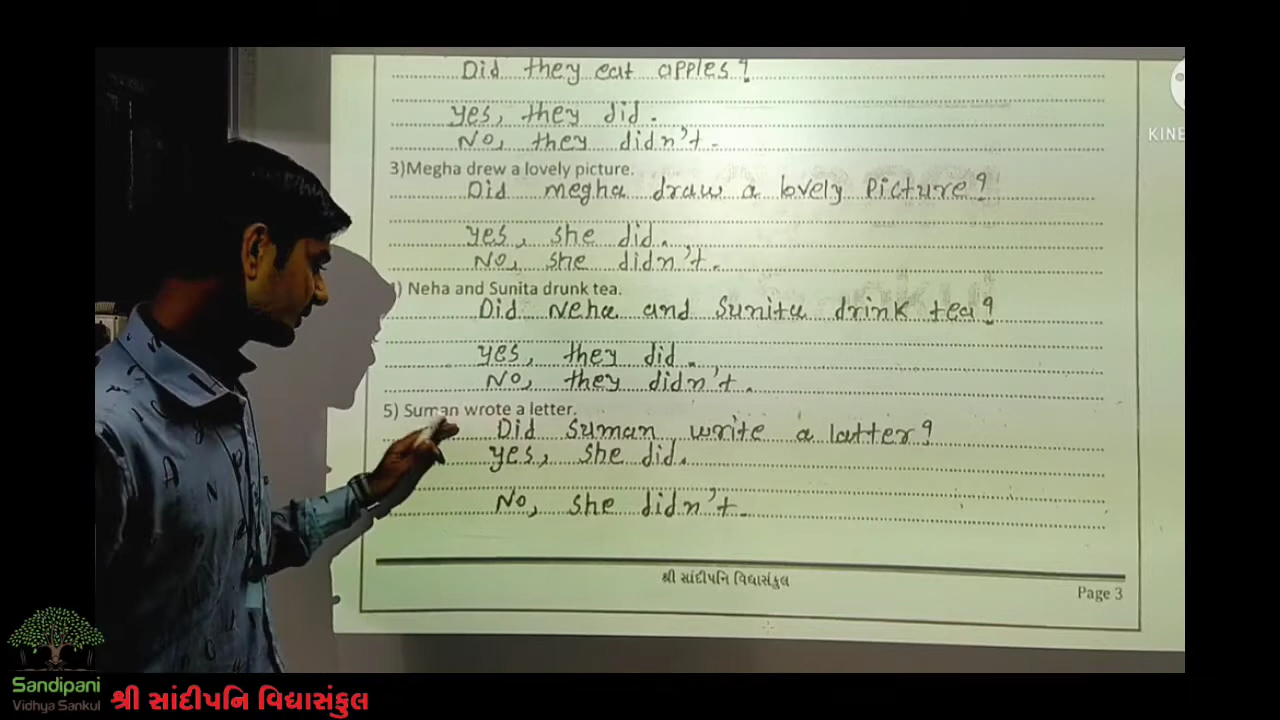 Did they eat apples?
Yes, they did.
No, they didn't.
3)Megha drew a lovely picture.
Did megha draw a lovely Picture?
Yes, she did.
No, she didn't.
4) Neha and Sunita drunk tea.
Did Neha and Sunita drink tea?
Yes, they did.
No, they didn't.
5) Suman wrote a letter.
Did Suman write a latter?
Yes, she did.
No, she didn't.
શ્રી સાંદીપનિ વિદ્યાસંકુલ
Page 3
KINE
Sandipani
Vidhya Sankul
શ્રી સાંદીપનિ વિદ્યાસંકુલ